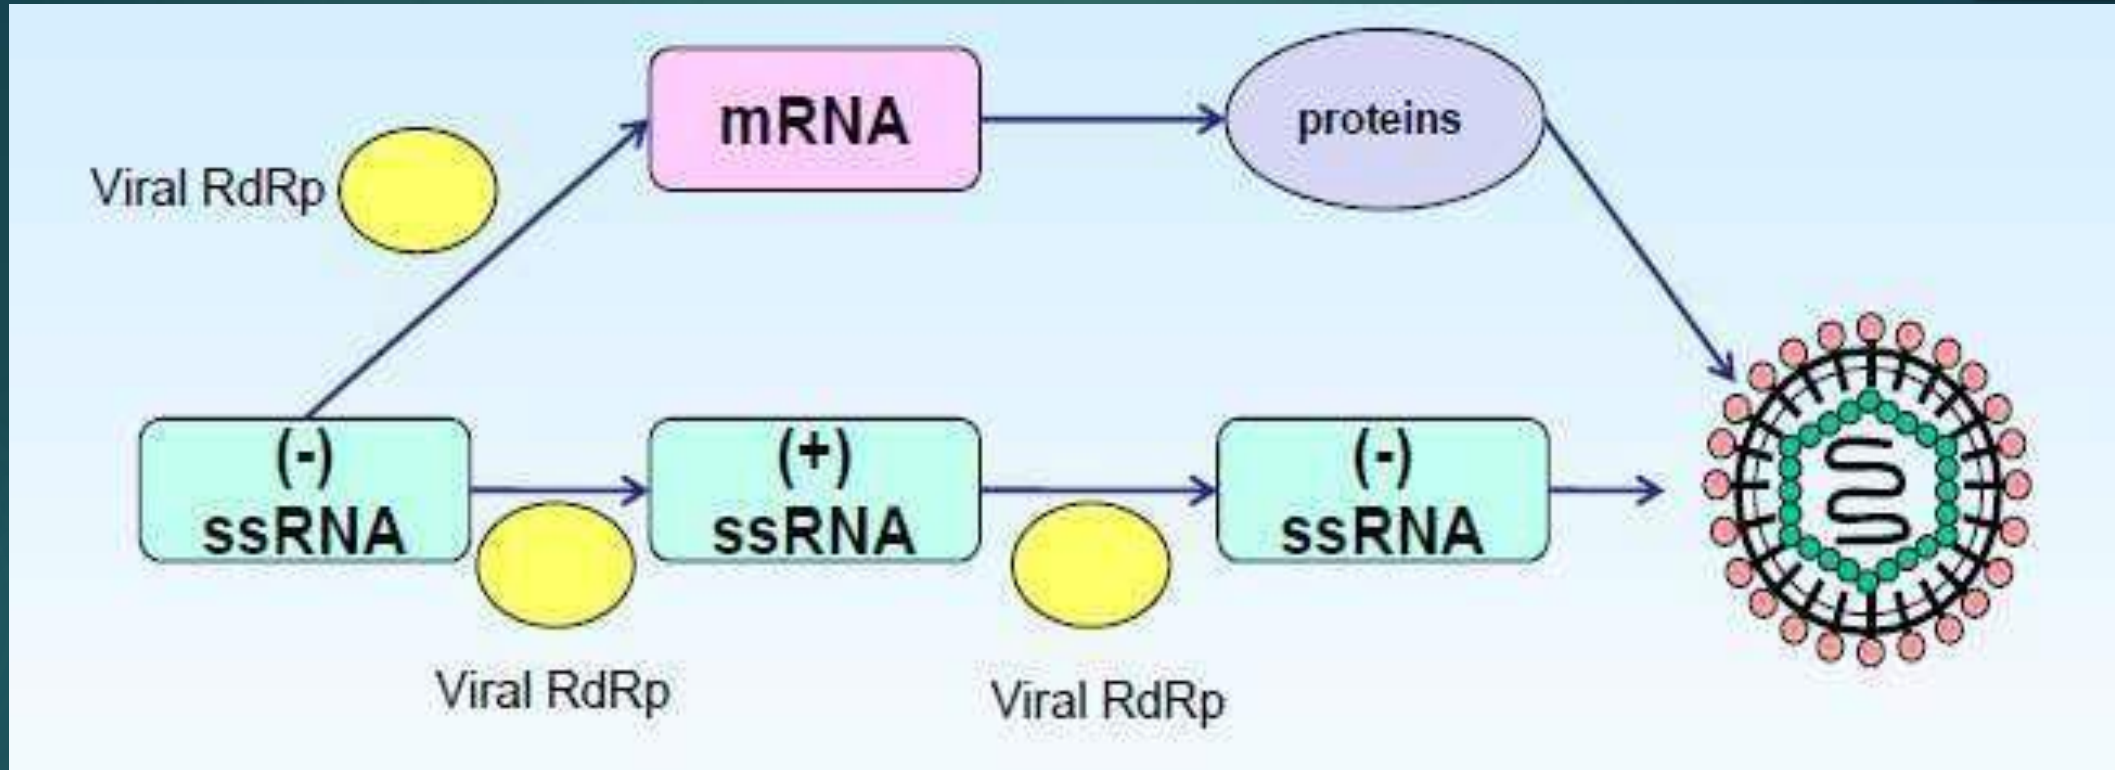 mRNA
proteins
Viral RdRp
(-)
ssRNA
(+)
ssRNA
(-)
ssRNA
Viral RdRp
Viral RdRp